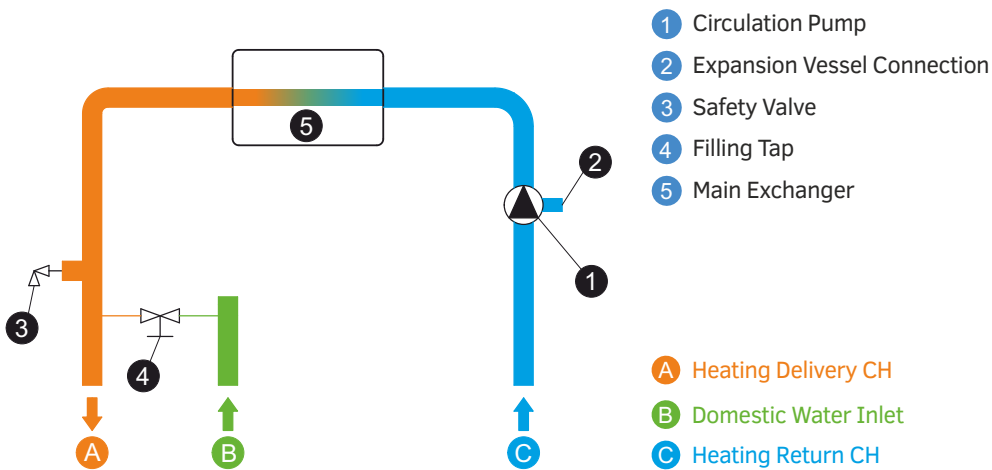 1 Circulation Pump
2 Expansion Vessel Connection
3 Safety Valve
4 Filling Tap
5 Main Exchanger
5
2
1
3
4
A Heating Delivery CH
B Domestic Water Inlet
C Heating Return CH
A
B
C